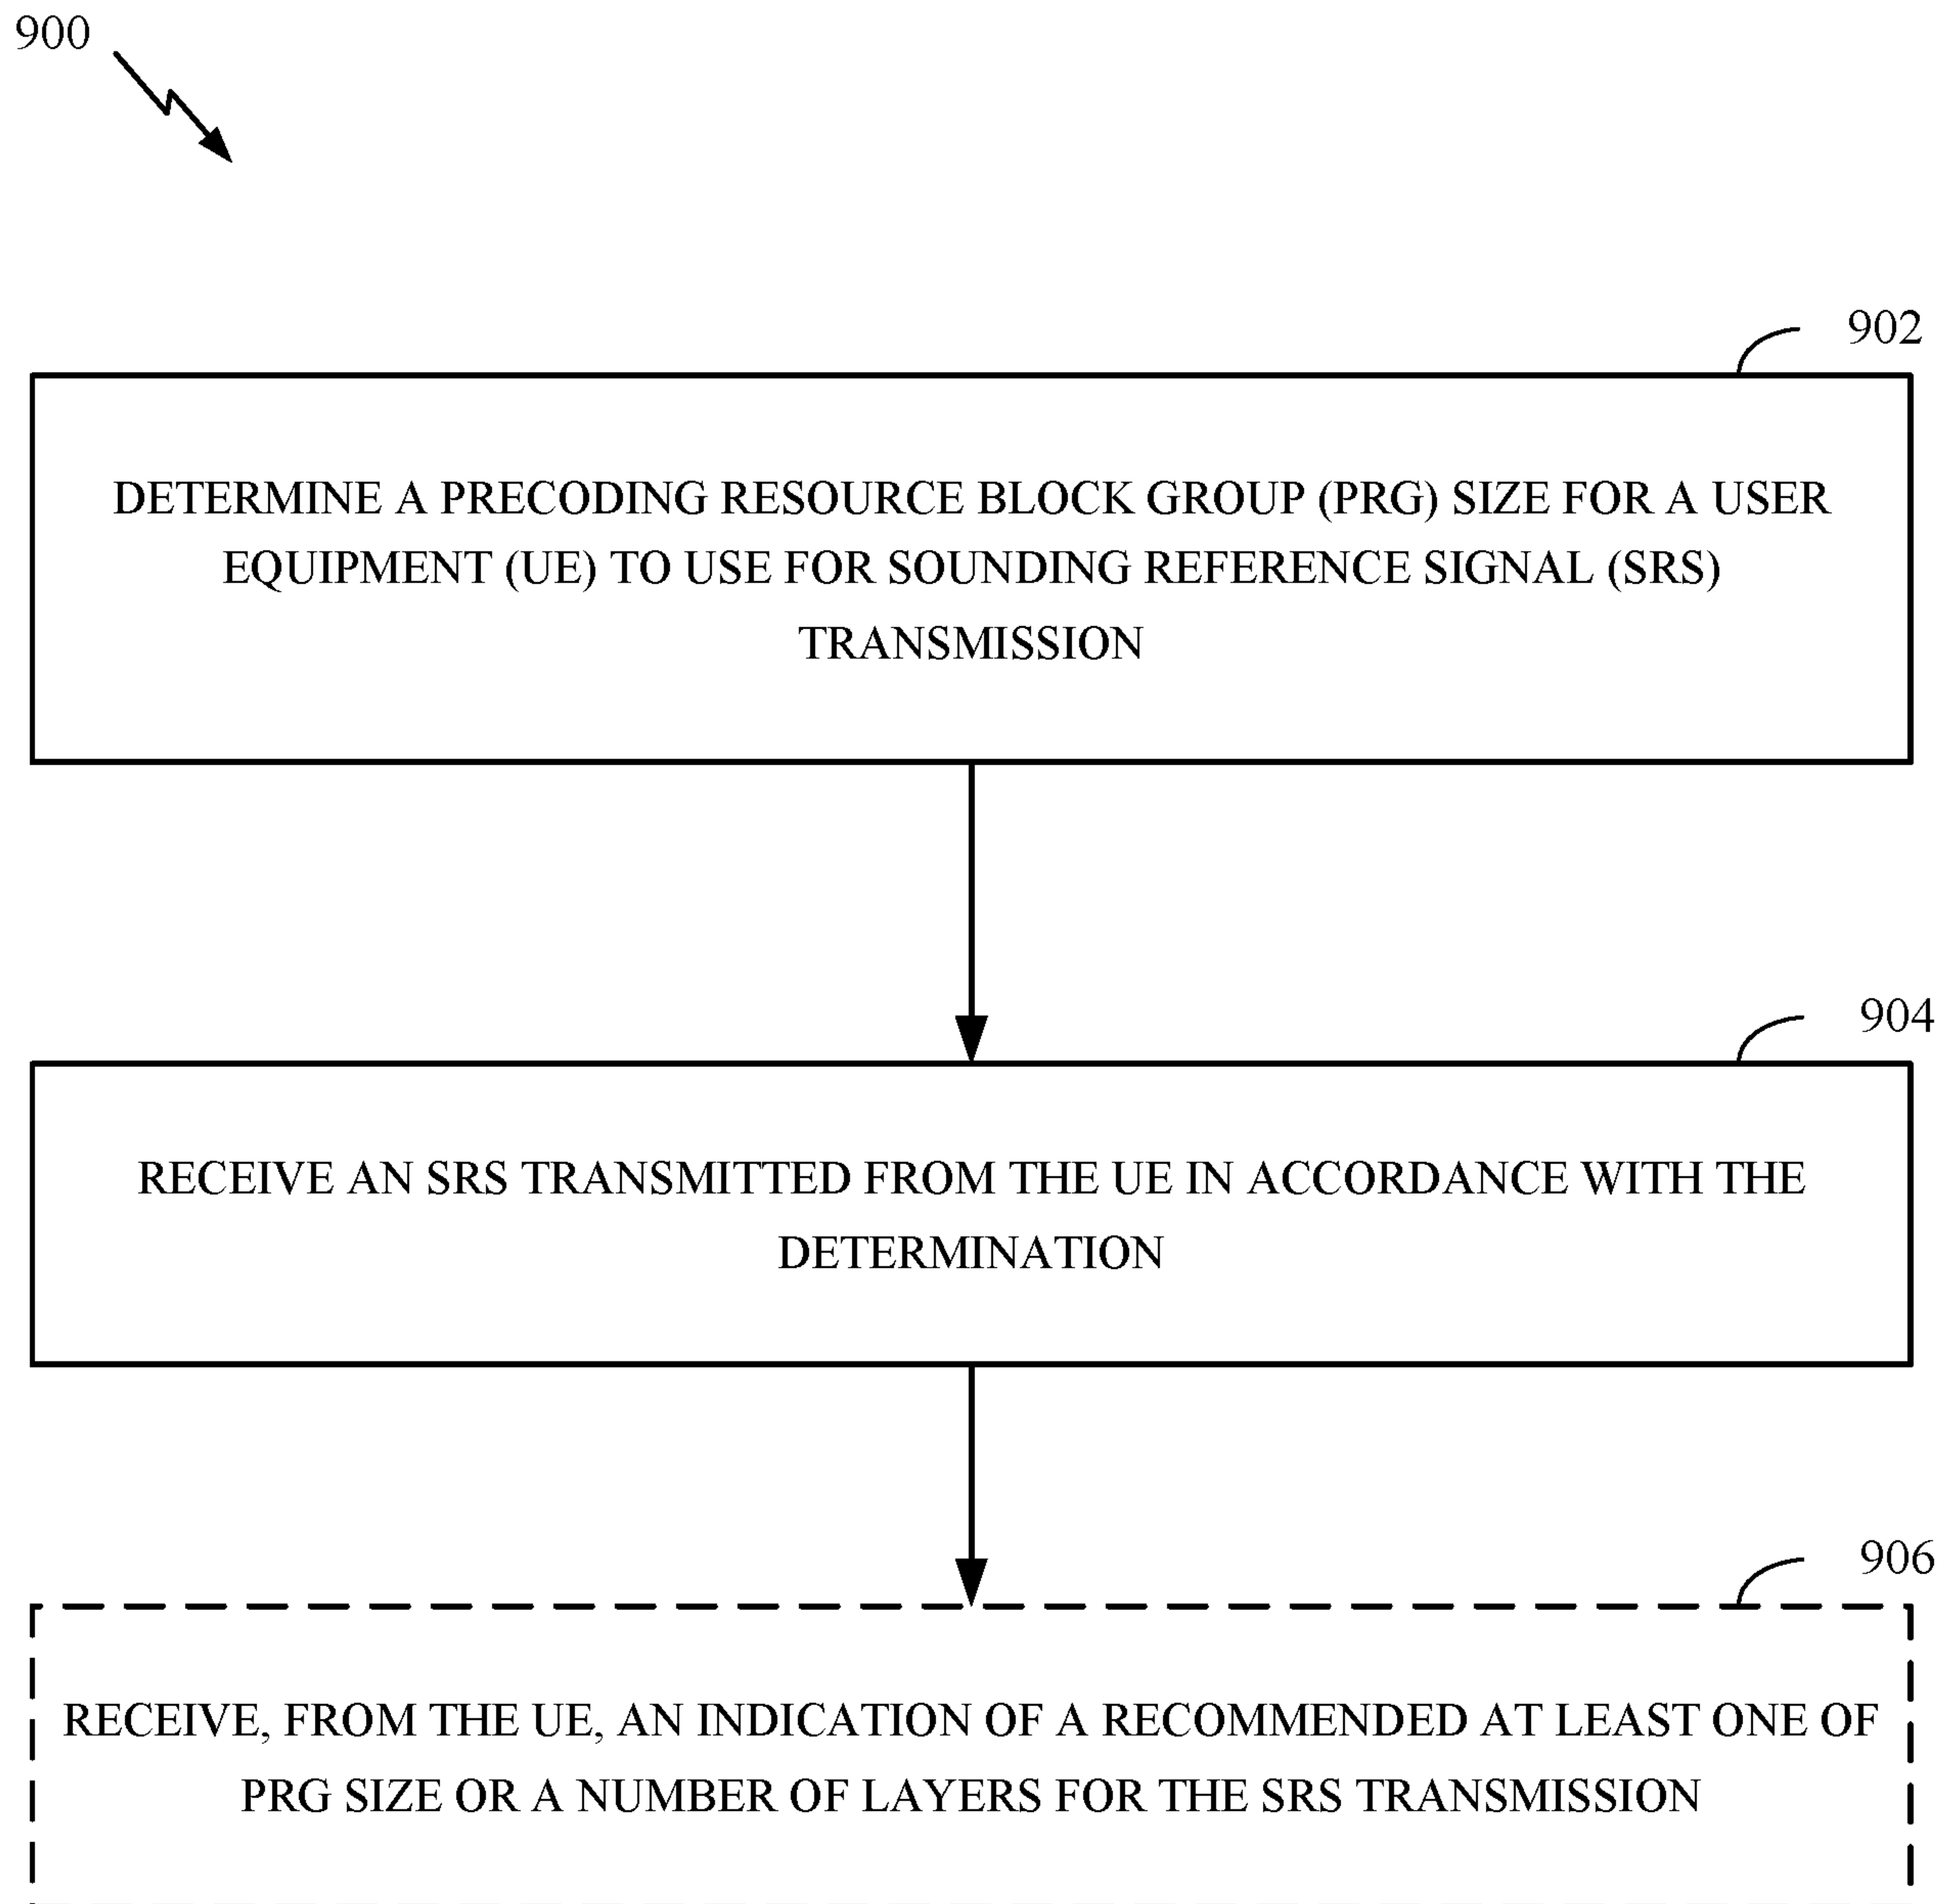 900
902
DETERMINE A PRECODING RESOURCE BLOCK GROUP (PRG) SIZE FOR A USER
EQUIPMENT (UE) TO USE FOR SOUNDING REFERENCE SIGNAL (SRS)
TRANSMISSION
904
RECEIVE AN SRS TRANSMITTED FROM THE UE IN ACCORDANCE WITH THE
DETERMINATION
906
RECEIVE, FROM THE UE, AN INDICATION OF A RECOMMENDED AT LEAST ONE OF
PRG SIZE OR A NUMBER OF LAYERS FOR THE SRS TRANSMISSION